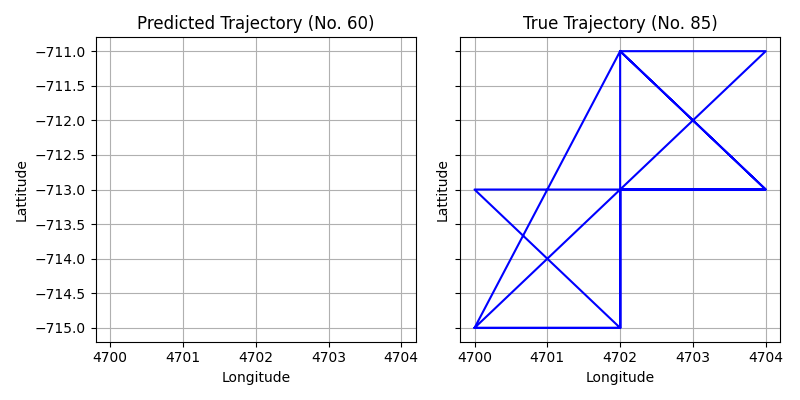 Predicted Trajectory (No. 60)
True Trajectory (No. 85)
−711.0
−711.5
−712.0
−712.5
−713.0
−713.5
−714.0
−714.5
−715.0
Lattitude
Lattitude
4700 4701 4702 4703 4704
4700 4701 4702 4703 4704
Longitude
Longitude